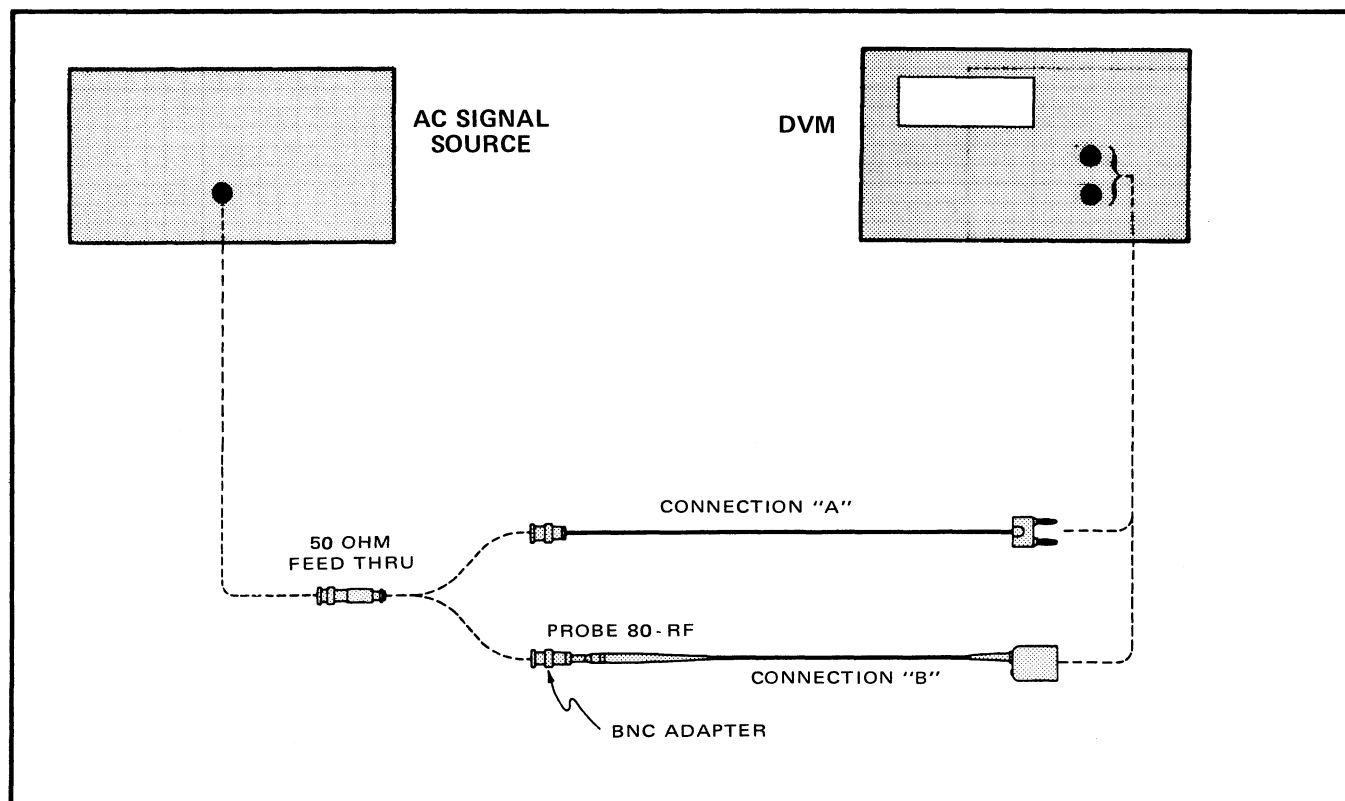 AC SIGNAL
SOURCE
DVM
CONNECTION "A"
50 OHM
FEED THRU
PROBE 80-RF
CONNECTION "B"
BNC ADAPTER